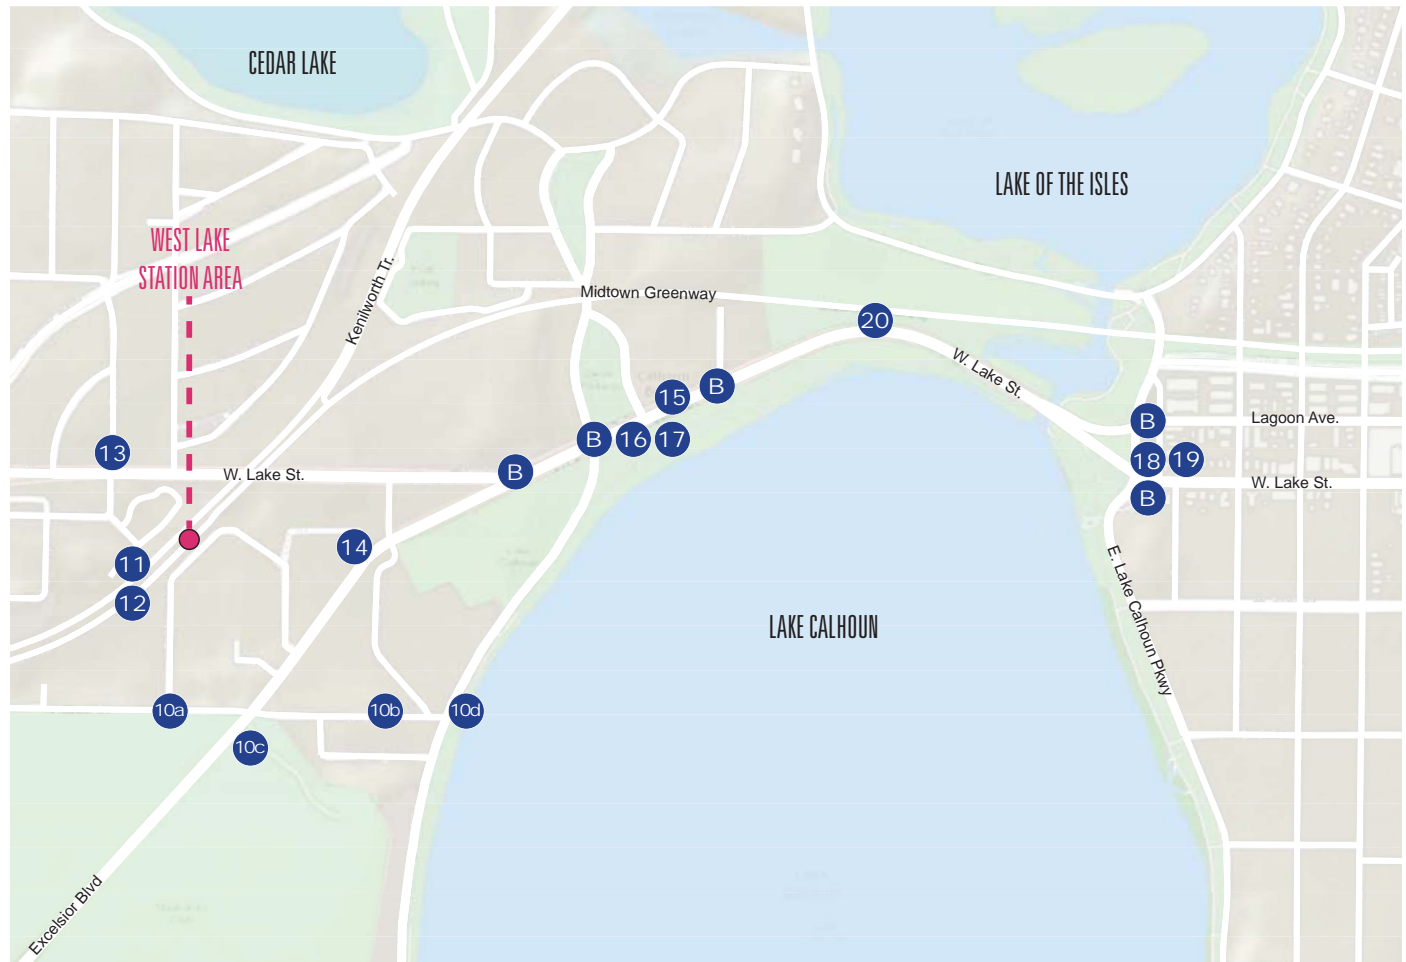 CEDAR LAKE
LAKE OF THE ISLES
WEST LAKE
STATION AREA
Kenilworth Tr.
Midtown Greenway
20
W. Lake St.
15
B
B
16
17
B
Lagoon Ave.
13
W. Lake St.
B
18
19
W. Lake St.
B
14
11
12
E. Lake Calhoun Pkwy
LAKE CALHOUN
10a
10b
10d
10c
Excelsior Blvd